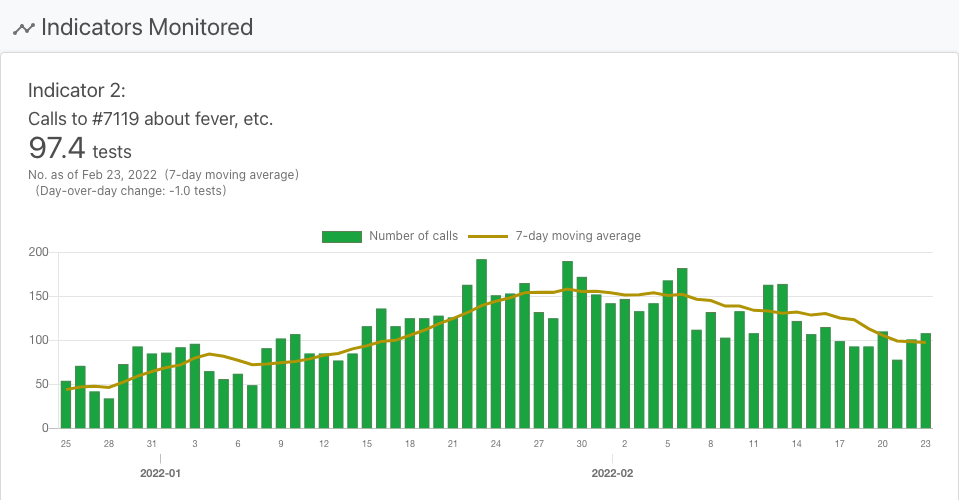 Indicators Monitored
Indicator 2:
Calls to #7119 about fever, etc.
97.4 tests
No. as of Feb 23, 2022 (7-day moving average)
(Day-over-day change: -1.0 tests)
Number of calls 7-day moving average
200
150
100
50
0
25 28 31 3 6 9 12 15 18 21 24 27 30 2 5 8 11 14 17 20 23
2022-01 2022-02